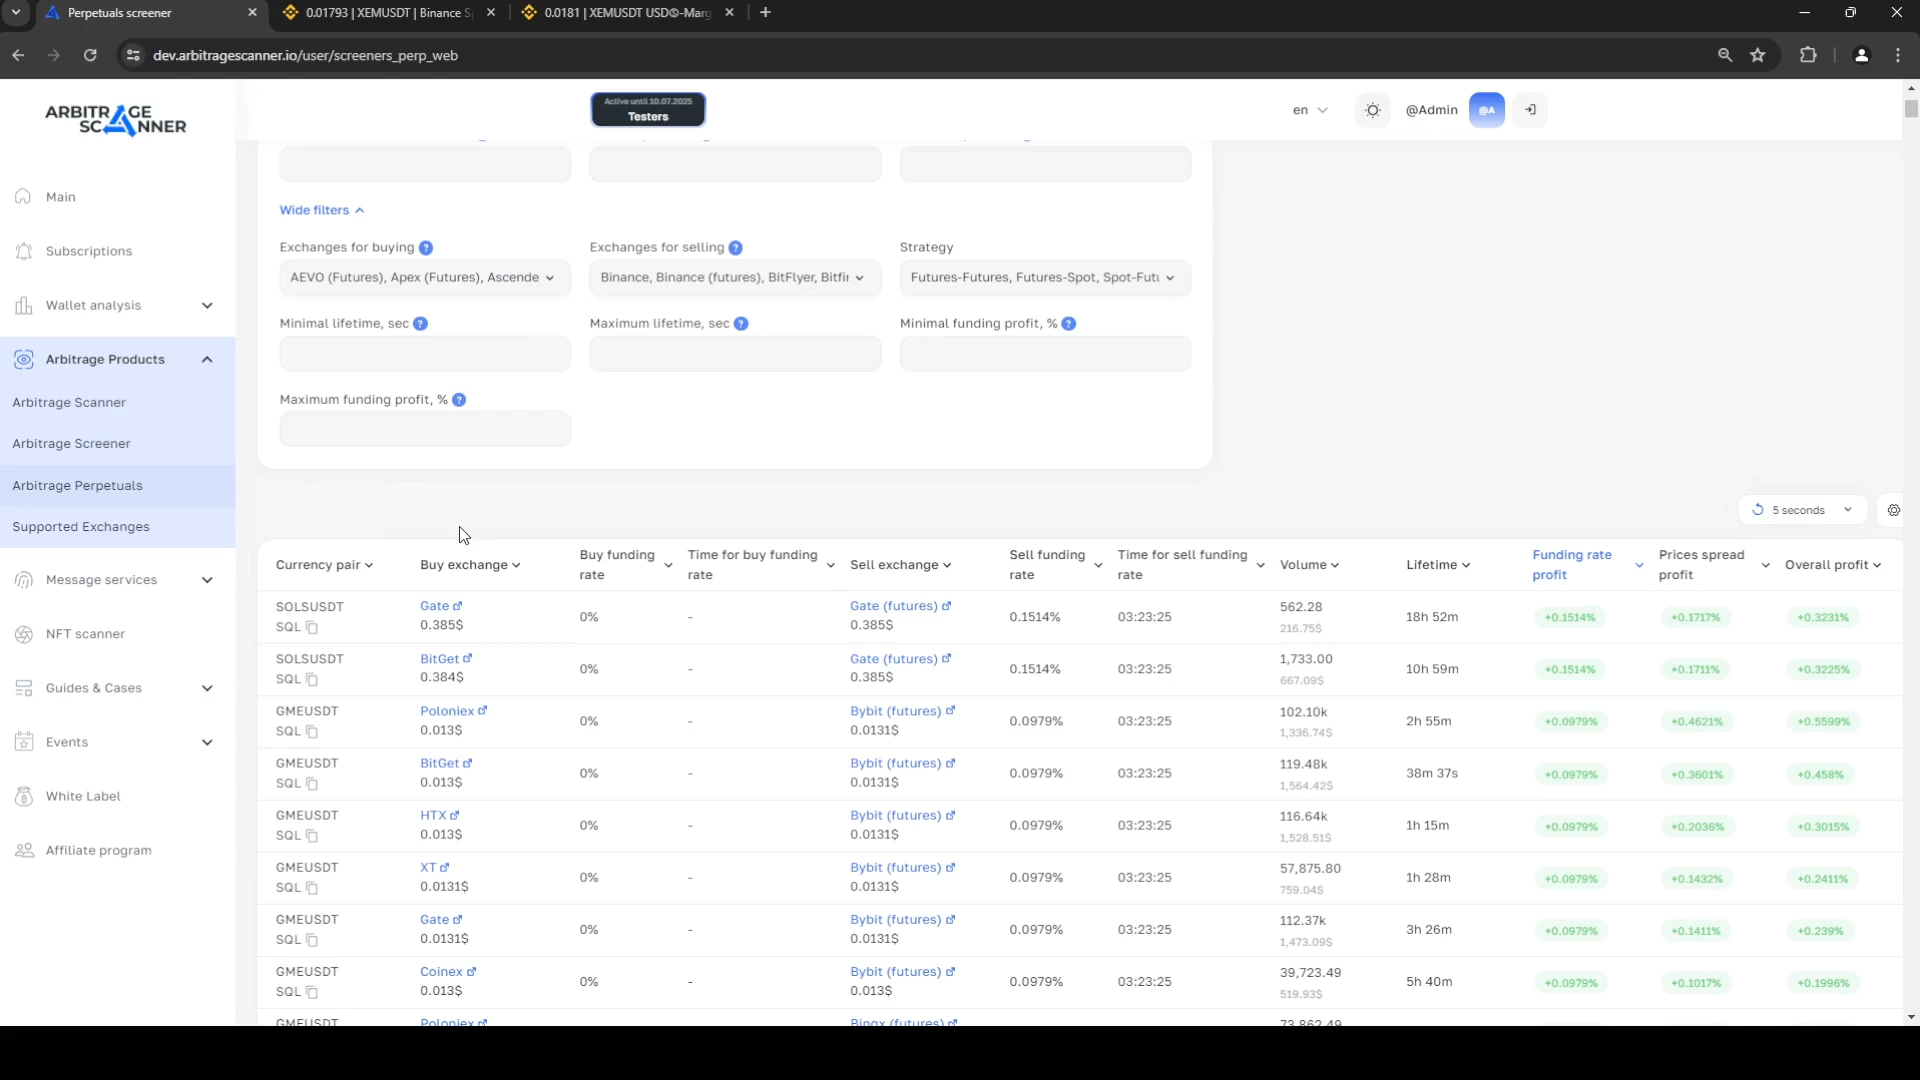 Perpetuals screener
0.01793 | XEMUSDT | Binance S
0.0181 | XEMUSDT USDⓈ-Marg
dev.arbitragescanner.io/user/screeners_perp_web
ARBITRAGE
SCANNER
Active until 10.07.2025
Testers
en
@Admin
@A
Main
Subscriptions
Wallet analysis
Arbitrage Products
Arbitrage Scanner
Arbitrage Screener
Arbitrage Perpetuals
Supported Exchanges
Message services
NFT scanner
Guides & Cases
Events
White Label
Affiliate program
Wide filters
Exchanges for buying ? Exchanges for selling ? Strategy
AEVO (Futures), Apex (Futures), Ascende Binance, Binance (futures), BitFlyer, Bitfi Futures-Futures, Futures-Spot, Spot-Futu
Minimal lifetime, sec ? Maximum lifetime, sec ? Minimal funding profit, % ?
Maximum funding profit, % ?
5 seconds
Currency pair Buy exchange Buy funding rate Time for buy funding rate Sell exchange Sell funding rate Time for sell funding rate Volume Lifetime Funding rate profit Prices spread profit Overall profit
SOLSUSDT Gate 0% - Gate (futures) 0.1514% 03:23:25 562.28 18h 52m +0.1514% +0.1717% +0.3231%
SQL 0.385$ 0.385$ 216.75$
SOLSUSDT BitGet 0% - Gate (futures) 0.1514% 03:23:25 1,733.00 10h 59m +0.1514% +0.1711% +0.3225%
SQL 0.384$ 0.385$ 667.09$
GMEUSDT Poloniex 0% - Bybit (futures) 0.0979% 03:23:25 102.10k 2h 55m +0.0979% +0.4621% +0.5599%
SQL 0.013$ 0.0131$ 1,336.74$
GMEUSDT BitGet 0% - Bybit (futures) 0.0979% 03:23:25 119.48k 38m 37s +0.0979% +0.3601% +0.458%
SQL 0.013$ 0.0131$ 1,564.42$
GMEUSDT HTX 0% - Bybit (futures) 0.0979% 03:23:25 116.64k 1h 15m +0.0979% +0.2036% +0.3015%
SQL 0.013$ 0.0131$ 1,528.51$
GMEUSDT XT 0% - Bybit (futures) 0.0979% 03:23:25 57,875.80 1h 28m +0.0979% +0.1432% +0.2411%
SQL 0.0131$ 0.0131$ 759.04$
GMEUSDT Gate 0% - Bybit (futures) 0.0979% 03:23:25 112.37k 3h 26m +0.0979% +0.1411% +0.239%
SQL 0.0131$ 0.0131$ 1,473.09$
GMEUSDT Coinex 0% - Bybit (futures) 0.0979% 03:23:25 39,723.49 5h 40m +0.0979% +0.1017% +0.1996%
SQL 0.013$ 0.013$ 519.93$
GMEUSDT Poloniex Bingx (futures) 73,862.49